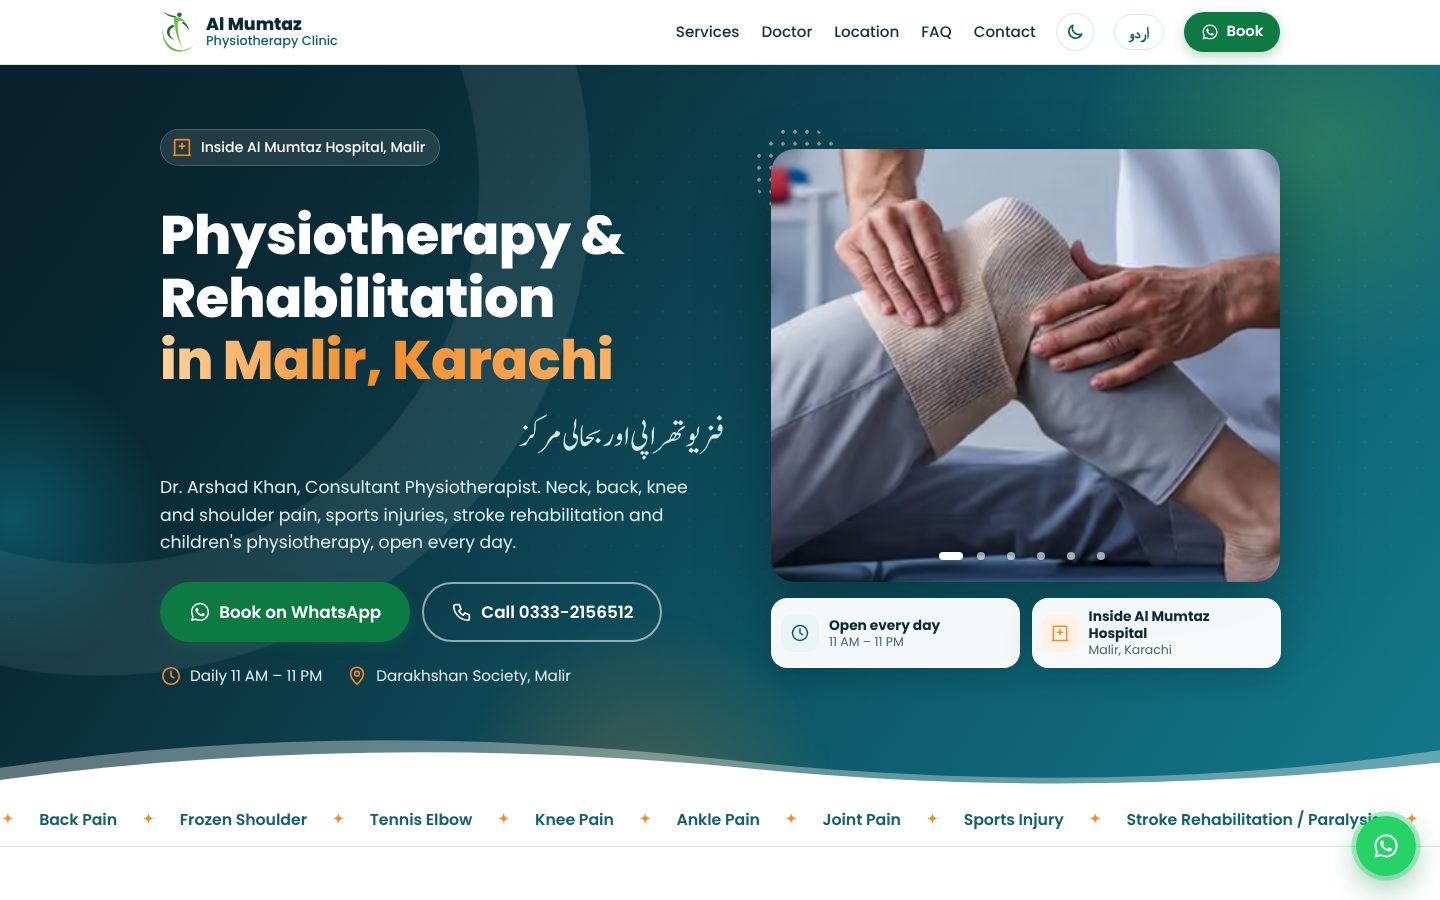 Al Mumtaz
Physiotherapy Clinic
Services
Doctor
Location
FAQ
Contact
اردو
Book
Inside Al Mumtaz Hospital, Malir
Physiotherapy &
Rehabilitation
in Malir, Karachi
فزیوتھراپی اور بحالی مرکز
Dr. Arshad Khan, Consultant Physiotherapist. Neck, back, knee
and shoulder pain, sports injuries, stroke rehabilitation and
children's physiotherapy, open every day.
Book on WhatsApp
Call 0333-2156512
Daily 11 AM – 11 PM
Darakhshan Society, Malir
Open every day
11 AM – 11 PM
Inside Al Mumtaz
Hospital
Malir, Karachi
Back Pain ✦ Frozen Shoulder ✦ Tennis Elbow ✦ Knee Pain ✦ Ankle Pain ✦ Joint Pain ✦ Sports Injury ✦ Stroke Rehabilitation / Paralysis